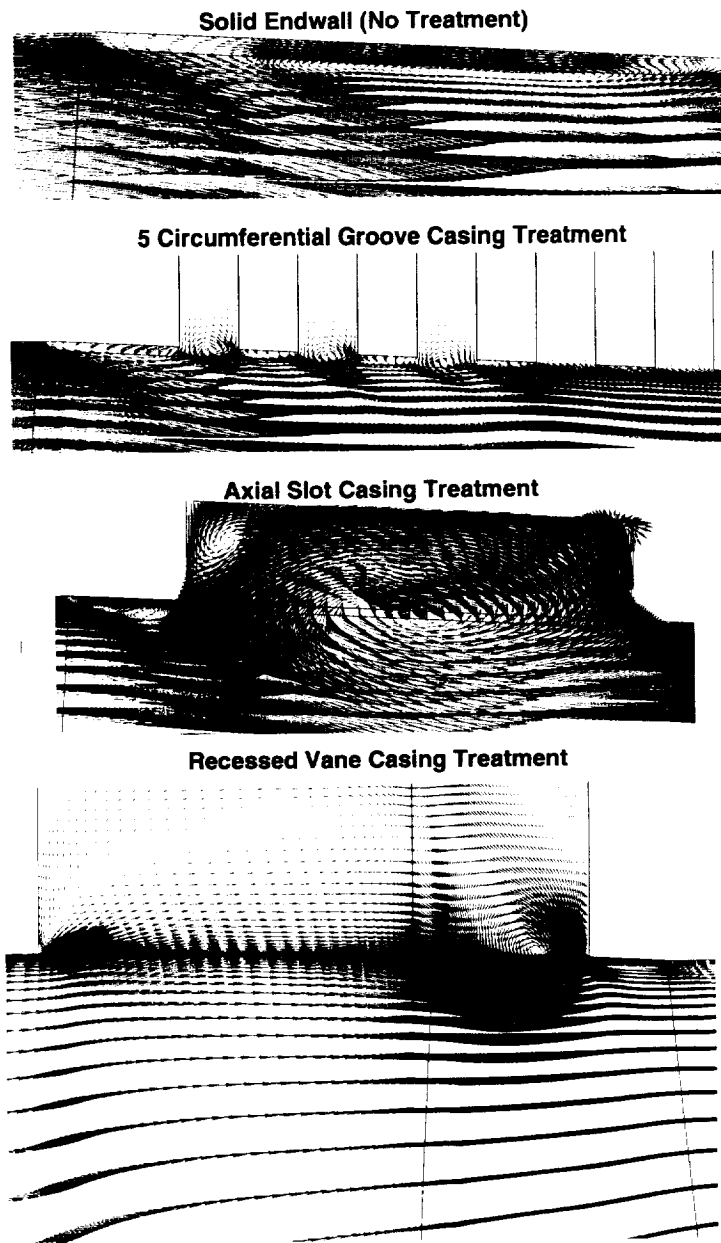 Solid Endwall (No Treatment)
5 Circumferential Groove Casing Treatment
Axial Slot Casing Treatment
Recessed Vane Casing Treatment